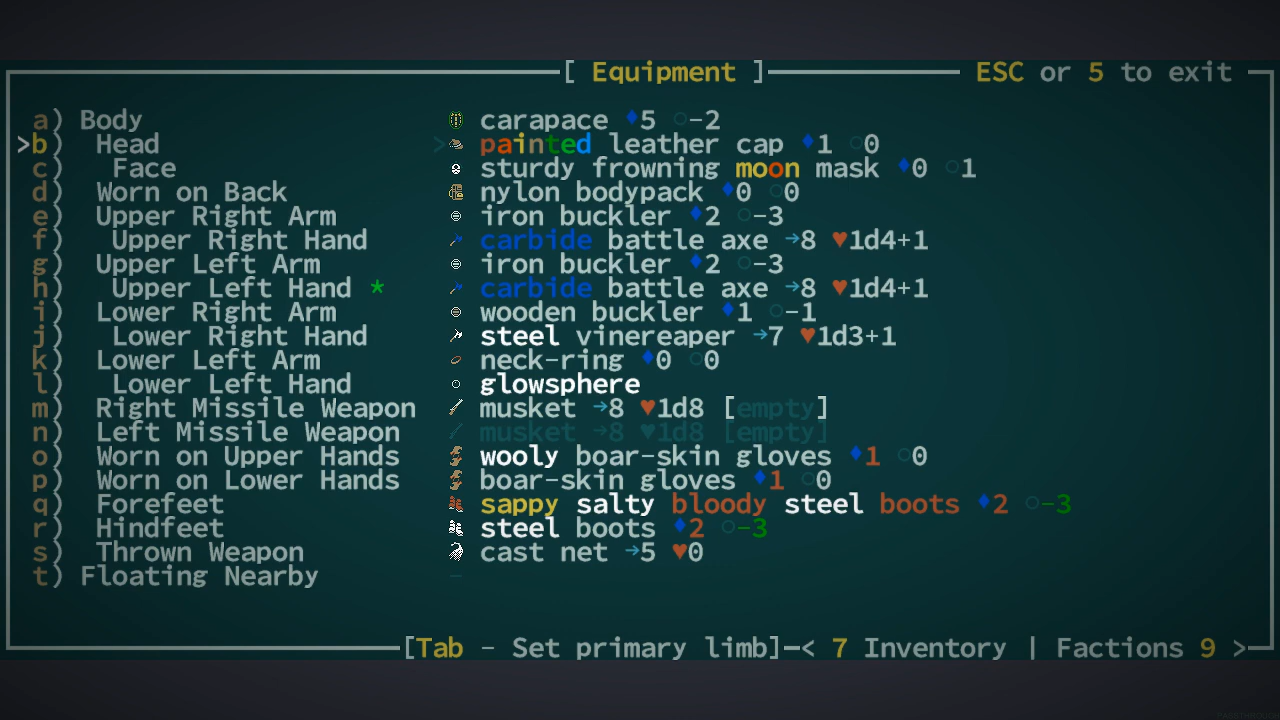 [ Equipment ] ESC or 5 to exit
a) Body carapace ♦5 ○-2
>b) Head > painted leather cap ♦1 ○0
c) Face sturdy frowning moon mask ♦0 ○1
d) Worn on Back nylon bodypack ♦0 ○0
e) Upper Right Arm iron buckler ♦2 ○-3
f) Upper Right Hand carbide battle axe →8 ♥1d4+1
g) Upper Left Arm iron buckler ♦2 ○-3
h) Upper Left Hand * carbide battle axe →8 ♥1d4+1
i) Lower Right Arm wooden buckler ♦1 ○-1
j) Lower Right Hand steel vinereaper →7 ♥1d3+1
k) Lower Left Arm neck-ring ♦0 ○0
l) Lower Left Hand glowsphere
m) Right Missile Weapon musket →8 ♥1d8 [empty]
n) Left Missile Weapon musket →8 ♥1d8 [empty]
o) Worn on Upper Hands wooly boar-skin gloves ♦1 ○0
p) Worn on Lower Hands boar-skin gloves ♦1 ○0
q) Forefeet sappy salty bloody steel boots ♦2 ○-3
r) Hindfeet steel boots ♦2 ○-3
s) Thrown Weapon cast net →5 ♥0
t) Floating Nearby -
[Tab - Set primary limb] < 7 Inventory | Factions 9 >